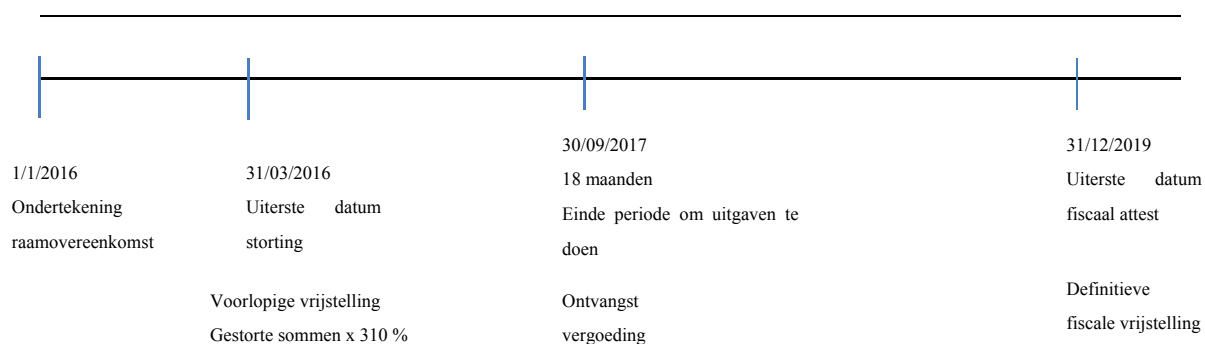 1/1/2016
Ondertekening
raamovereenkomst
31/03/2016
Uiterste datum
storting
Voorlopige vrijstelling
Gestorte sommen x 310 %
30/09/2017
18 maanden
Einde periode om uitgaven te
doen
Ontvangst
vergoeding
31/12/2019
Uiterste datum
fiscaal attest
Definitieve
fiscale vrijstelling